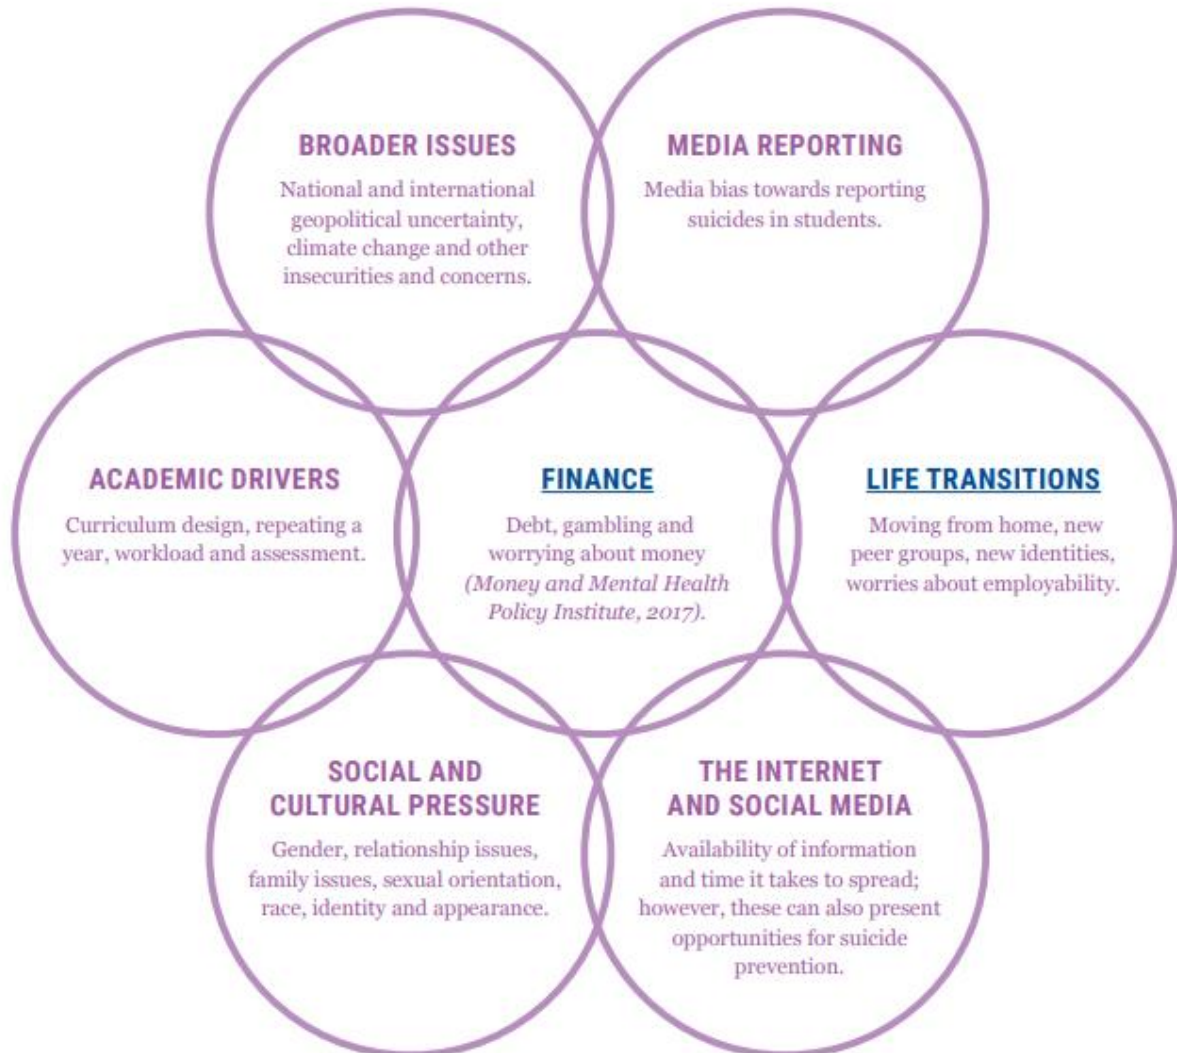 BROADER ISSUES
National and international
geopolitical uncertainty,
climate change and other
insecurities and concerns.
MEDIA REPORTING
Media bias towards reporting
suicides in students.
ACADEMIC DRIVERS
Curriculum design, repeating a
year, workload and assessment.
FINANCE
Debt, gambling and
worrying about money
(Money and Mental Health
Policy Institute, 2017).
LIFE TRANSITIONS
Moving from home, new
peer groups, new identities,
worries about employability.
SOCIAL AND
CULTURAL PRESSURE
Gender, relationship issues,
family issues, sexual orientation,
race, identity and appearance.
THE INTERNET
AND SOCIAL MEDIA
Availability of information
and time it takes to spread;
however, these can also present
opportunities for suicide
prevention.